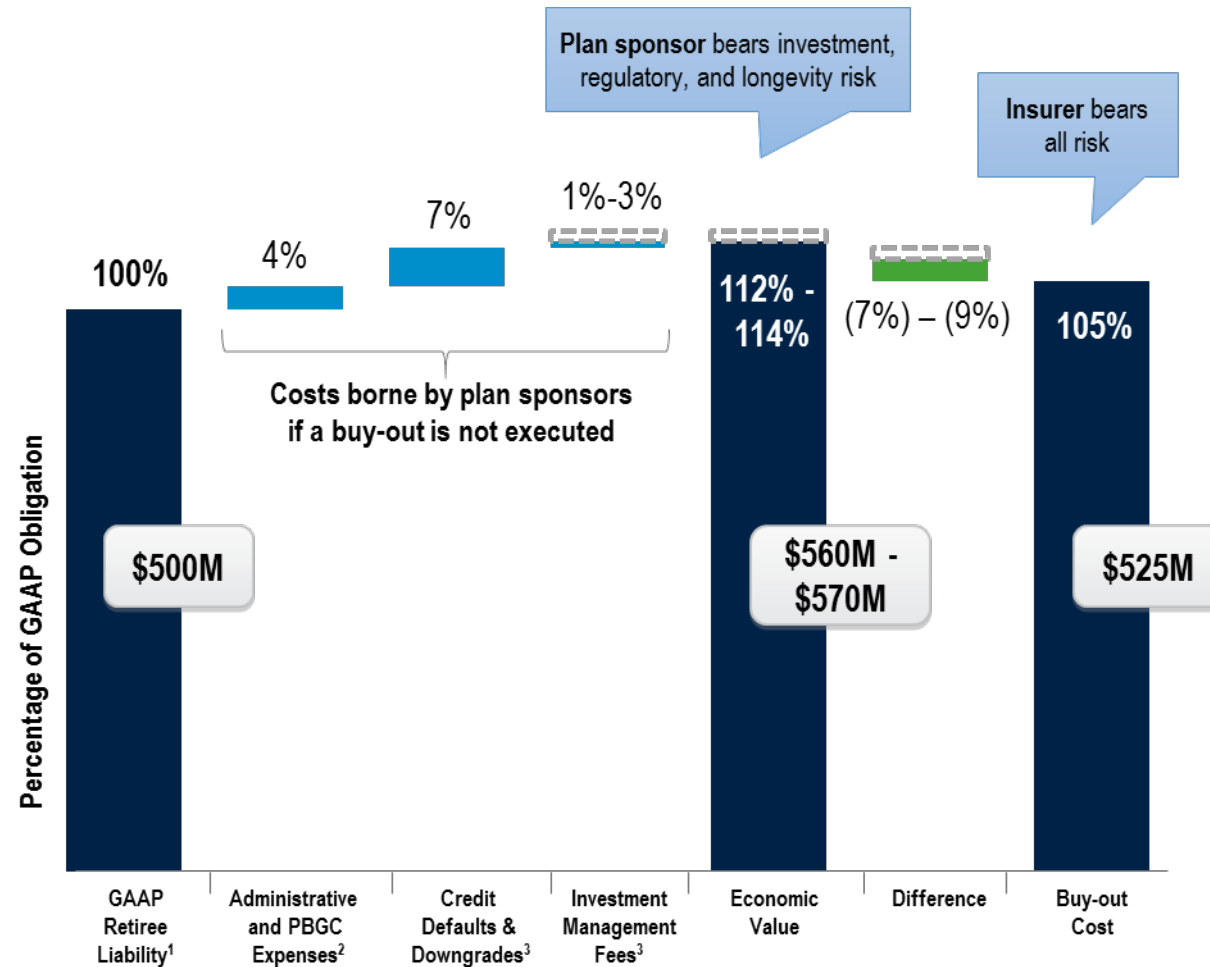 Plan sponsor bears investment,
regulatory, and longevity risk
Insurer bears
all risk
100%
4%
7%
1%-3%
112% -
114%
(7%) – (9%)
105%
Costs borne by plan sponsors
if a buy-out is not executed
Percentage of GAAP Obligation
$500M
$560M -
$570M
$525M
GAAP
Retiree
Liability¹
Administrative
and PBGC
Expenses²
Credit
Defaults &
Downgrades³
Investment
Management
Fees³
Economic
Value
Difference
Buy-out
Cost